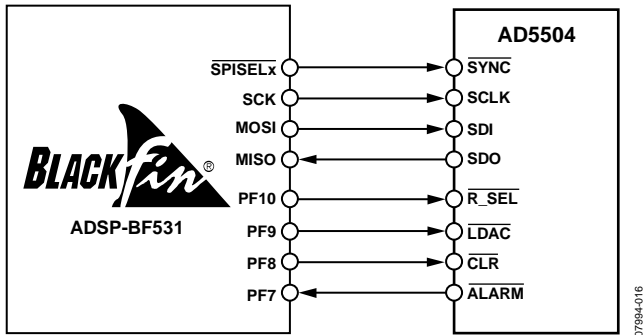 AD5504
SPISELx SYNC
SCK SCLK
MOSI SDI
MISO SDO
BLACKfin®
PF10 R_SEL
ADSP-BF531
PF9 LDAC
PF8 CLR
PF7 ALARM
07994-016